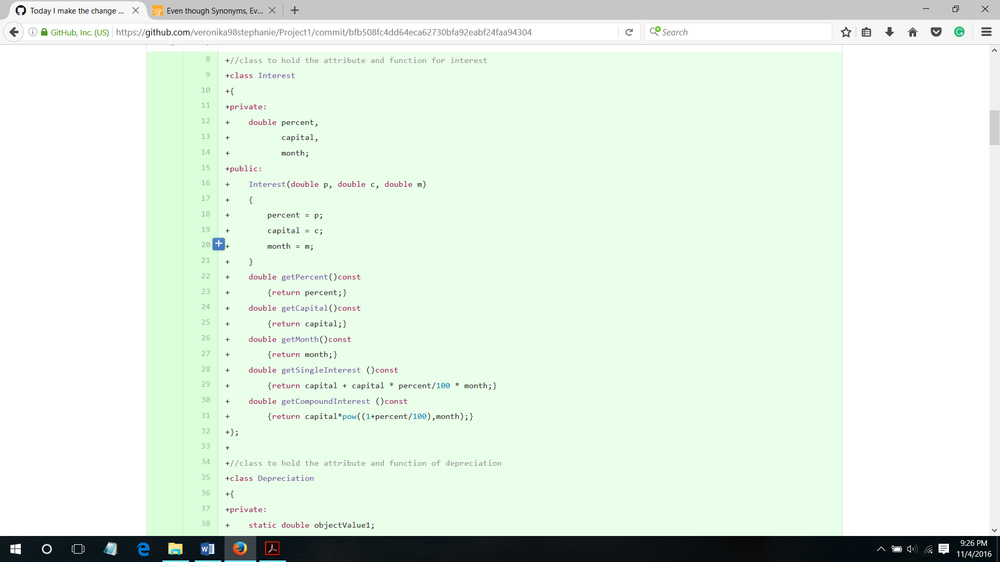 Today I make the change ...
Even though Synonyms, Ev...
GitHub, Inc. (US)
https://github.com/veronika98stephanie/Project1/commit/bfb508fc4dd64eca62730bfa92eabf24faa94304
Search
8 +//class to hold the attribute and function for interest
9 +class Interest
10 +{
11 +private:
12 +    double percent,
13 +           capital,
14 +           month;
15 +public:
16 +    Interest(double p, double c, double m)
17 +    {
18 +        percent = p;
19 +        capital = c;
20 +        month = m;
21 +    }
22 +    double getPercent()const
23 +        {return percent;}
24 +    double getCapital()const
25 +        {return capital;}
26 +    double getMonth()const
27 +        {return month;}
28 +    double getSingleInterest ()const
29 +        {return capital + capital * percent/100 * month;}
30 +    double getCompoundInterest ()const
31 +        {return capital*pow((1+percent/100),month);}
32 +};
33 +
34 +//class to hold the attribute and function of depreciation
35 +class Depreciation
36 +{
37 +private:
38 +    static double objectValue1;
9:26 PM
11/4/2016